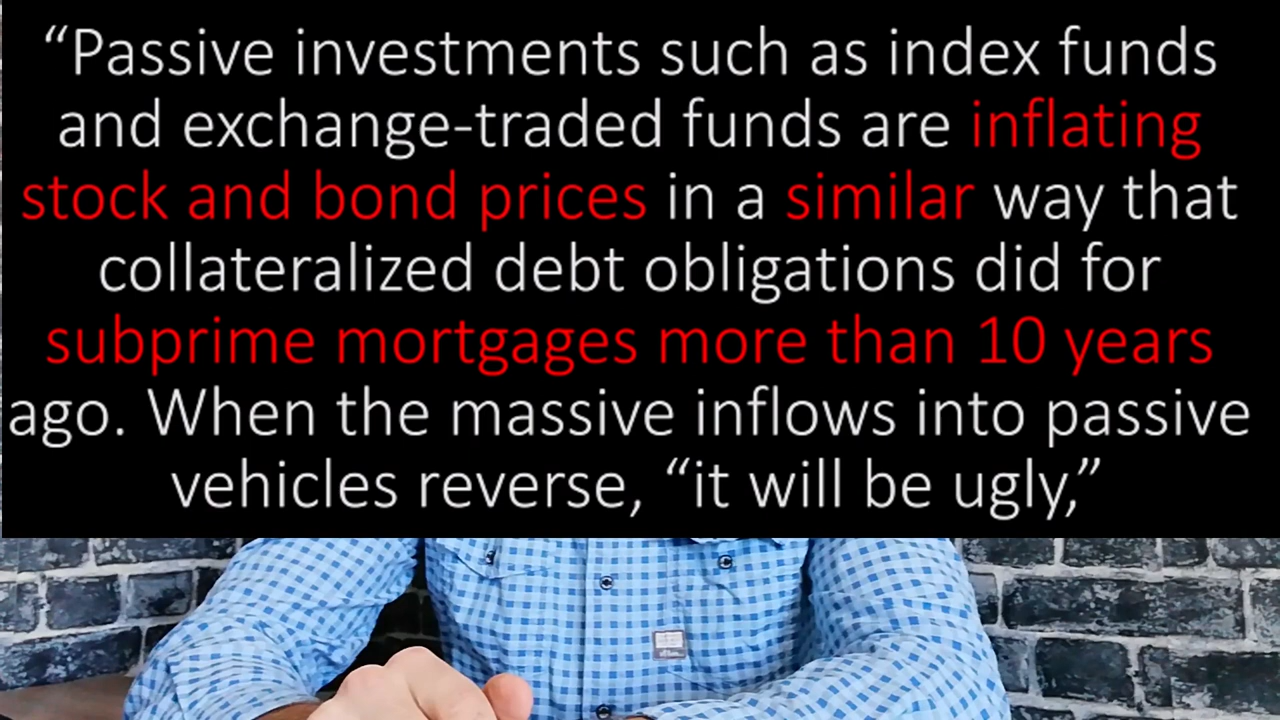 “Passive investments such as index funds
and exchange-traded funds are inflating
stock and bond prices in a similar way that
collateralized debt obligations did for
subprime mortgages more than 10 years
ago. When the massive inflows into passive
vehicles reverse, “it will be ugly,”